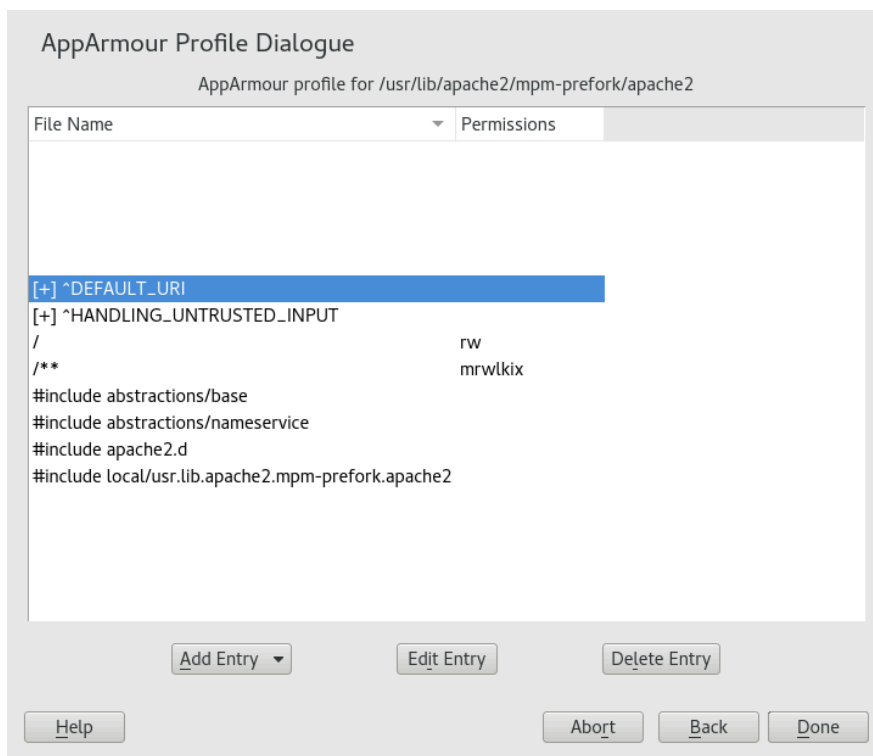 AppArmour Profile Dialogue
AppArmour profile for /usr/lib/apache2/mpm-prefork/apache2
File Name Permissions
[+] ^DEFAULT_URI
[+] ^HANDLING_UNTRUSTED_INPUT
/ rw
/** mrwlkix
#include abstractions/base
#include abstractions/nameservice
#include apache2.d
#include local/usr.lib.apache2.mpm-prefork.apache2
Add Entry Edit Entry Delete Entry
Help Abort Back Done